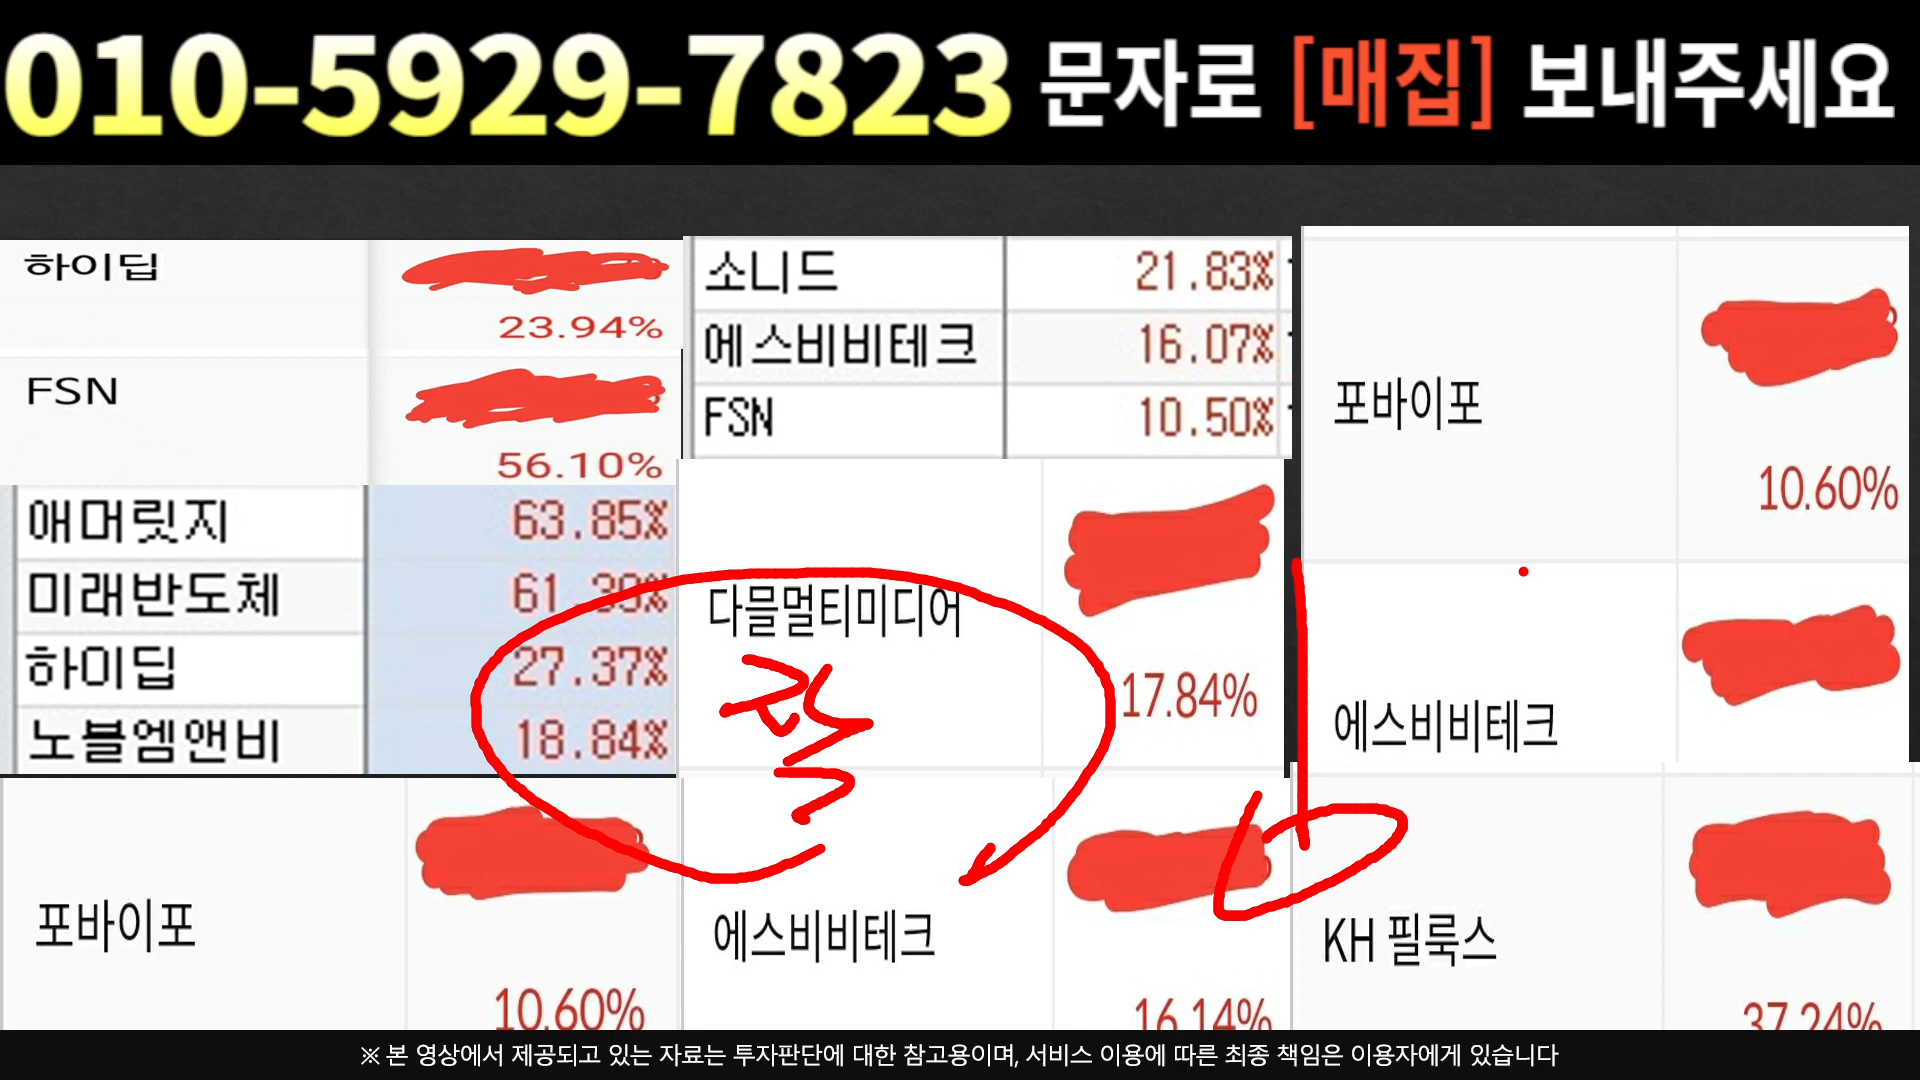 010-5929-7823 문자로 [매집] 보내주세요
하이딥
23.94%
FSN
56.10%
애머릿지 63.85%
미래반도체 61.39%
하이딥 27.37%
노블엠앤비 18.84%
소니드 21.83%
에스비비테크 16.07%
FSN 10.50%
다믈멀티미디어
17.84%
포바이포
10.60%
에스비비테크
포바이포
10.60%
에스비비테크
16.14%
KH 필룩스
37.24%
※ 본 영상에서 제공되고 있는 자료는 투자판단에 대한 참고용이며, 서비스 이용에 따른 최종 책임은 이용자에게 있습니다